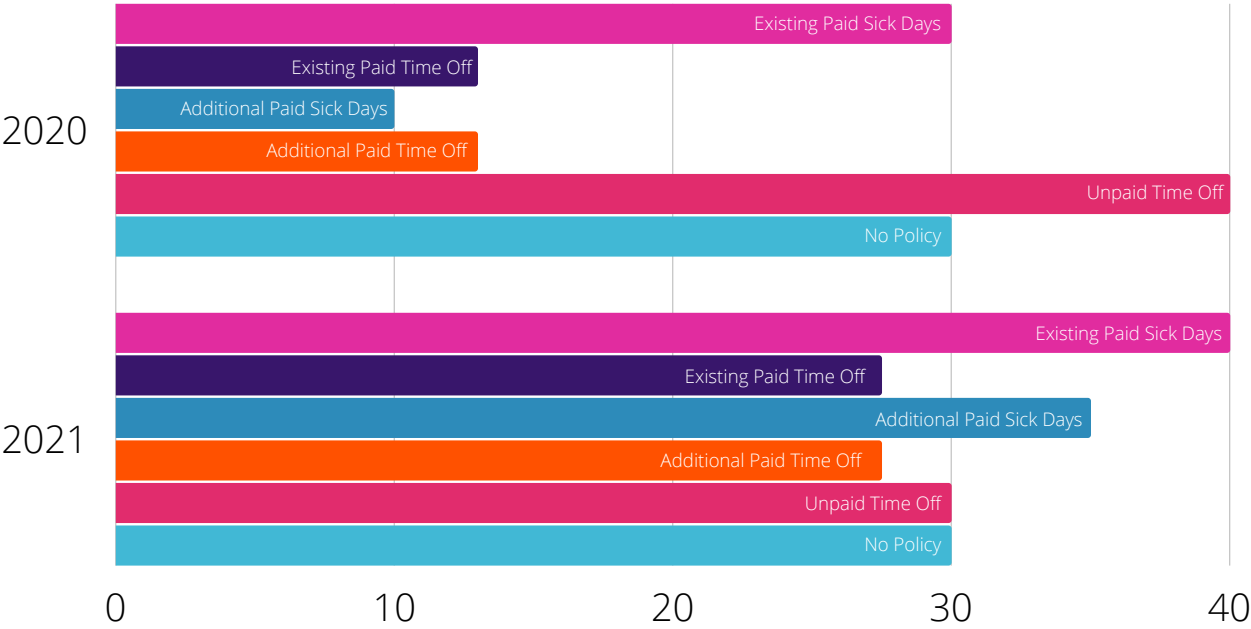 2020
Existing Paid Sick Days
Existing Paid Time Off
Additional Paid Sick Days
Additional Paid Time Off
Unpaid Time Off
No Policy
2021
Existing Paid Sick Days
Existing Paid Time Off
Additional Paid Sick Days
Additional Paid Time Off
Unpaid Time Off
No Policy
0 10 20 30 40